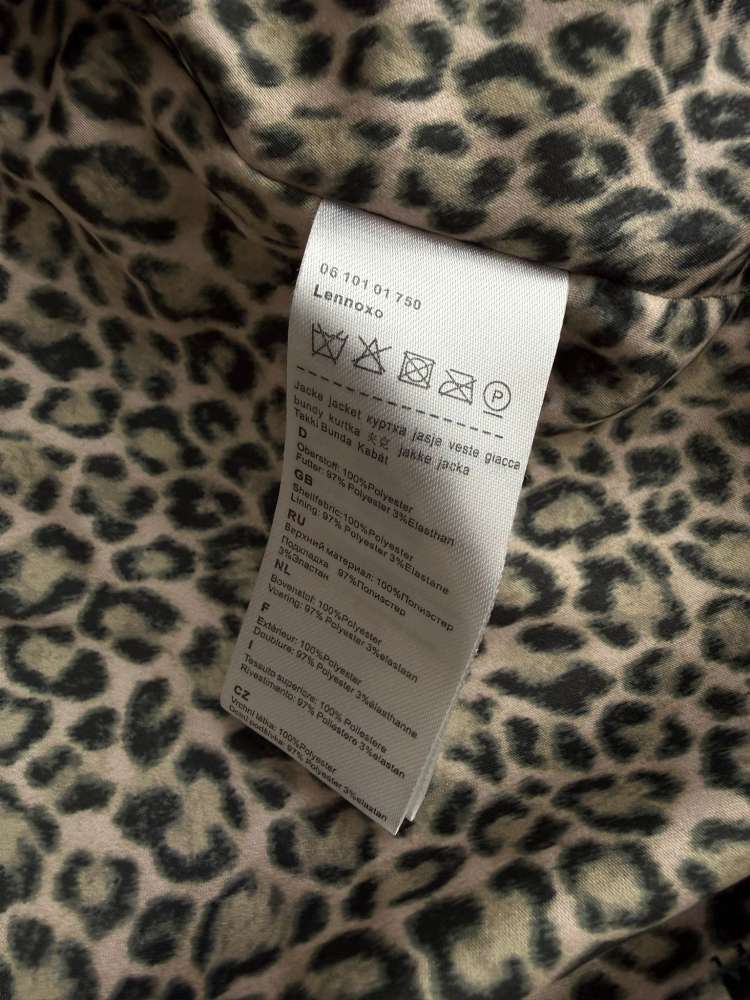 06 101 01 750
Lennoxo
P
Jacke jacket куртка jasje veste giacca
bundy kurtka 夹克 jakke jacka
Takki Bunda Kabát
D
Oberstoff: 100%Polyester
Futter: 97% Polyester 3%Elasthan
GB
Shellfabric:100%Polyester
Lining: 97% Polyester 3%Elastane
RU
Верхний материал: 100%Полиэстер
Подкладка 97%Полиэстер
3%Эластан
NL
Bovenstof: 100%Polyester
Voering: 97% Polyester 3%elastaan
F
Extérieur: 100%Polyester
Doublure: 97% Polyester 3%élasthanne
I
Tessuto superiore: 100% Poliestere
Rivestimento: 97% Poliestere 3%elastan
CZ
Vrchní látka: 100%Polyester
Dolní podšívka: 97% Polyester 3%elastan